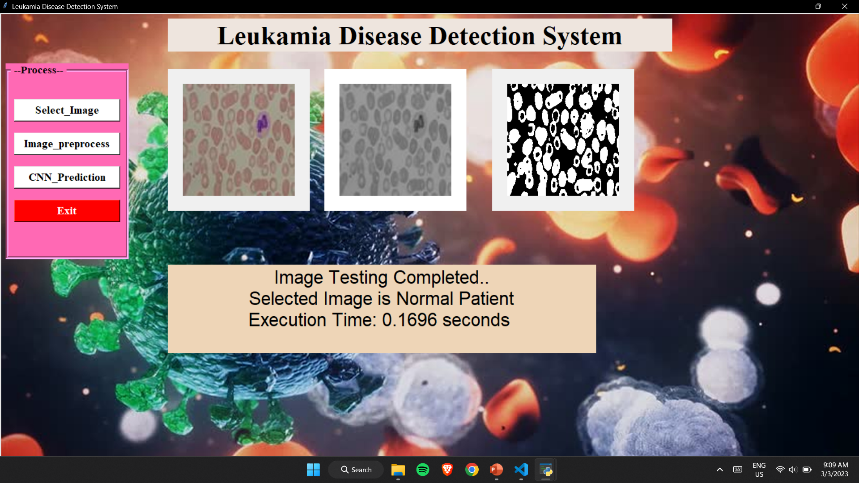 Leukamia Disease Detection System
Leukamia Disease Detection System
--Process--
Select_Image
Image_preprocess
CNN_Prediction
Exit
Image Testing Completed..
Selected Image is Normal Patient
Execution Time: 0.1696 seconds
Search
ENG
US
9:09 AM
3/3/2023